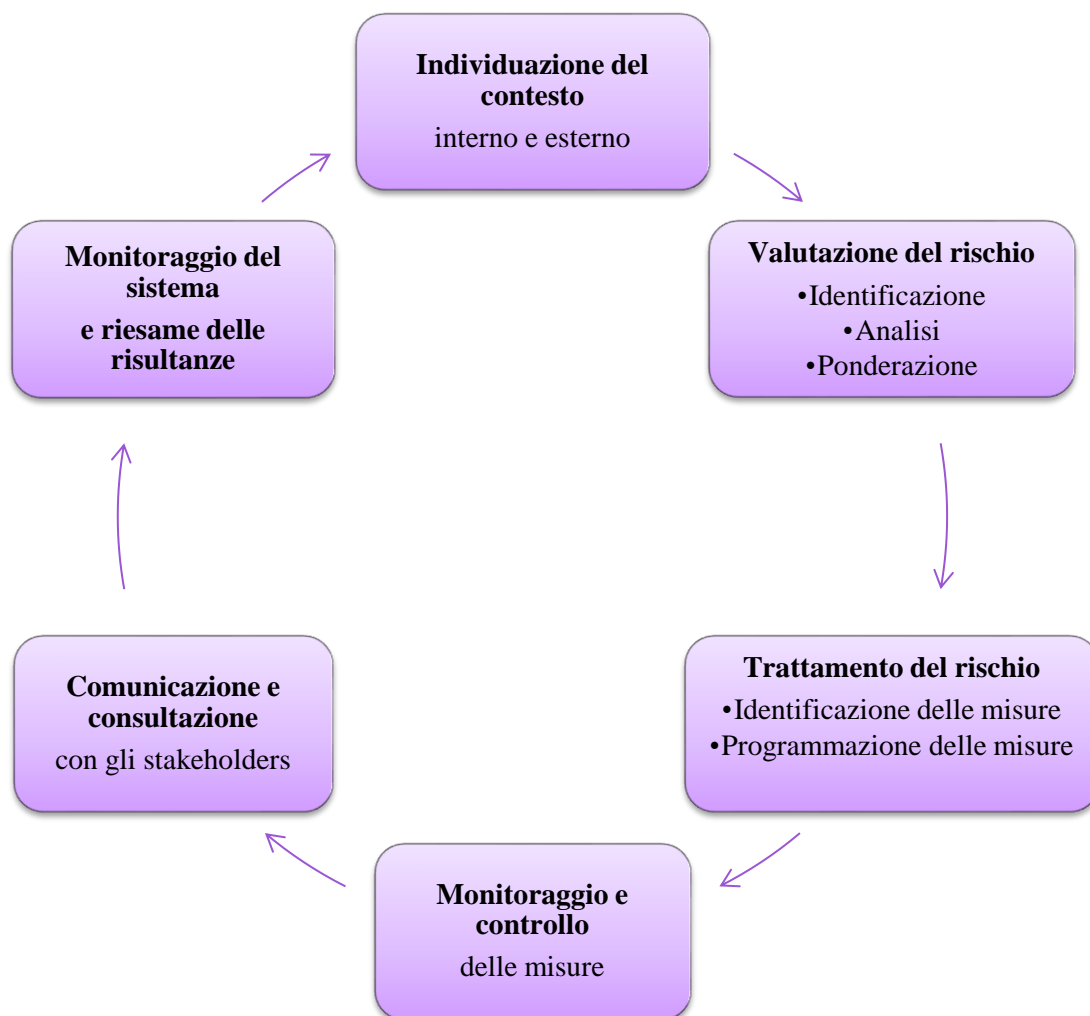 Individuazione del
contesto
interno e esterno
Valutazione del rischio
•Identificazione
•Analisi
•Ponderazione
Trattamento del rischio
•Identificazione delle misure
•Programmazione delle misure
Monitoraggio e
controllo
delle misure
Comunicazione e
consultazione
con gli stakeholders
Monitoraggio del
sistema
e riesame delle
risultanze